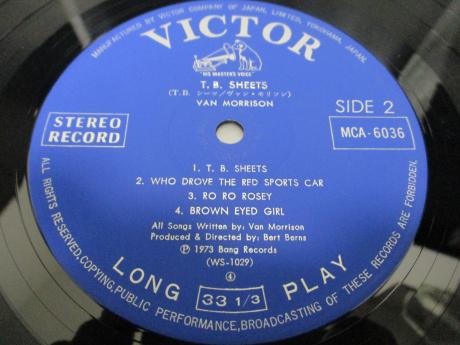 MANUFACTURED BY VICTOR COMPANY OF JAPAN, LIMITED, YOKOHAMA, JAPAN.
VICTOR
"HIS MASTER'S VOICE"
T. B. SHEETS
(T.B. シーツ/ヴァン・モリソン)
VAN MORRISON
STEREO
RECORD
SIDE 2
MCA-6036
1. T. B. SHEETS
2. WHO DROVE THE RED SPORTS CAR
3. RO RO ROSEY
4. BROWN EYED GIRL
All Songs Written by: Van Morrison
Produced & Directed by: Bert Berns
Ⓟ 1973 Bang Records
(WS-1029)
④
LONG 33 1/3 PLAY
ALL RIGHTS RESERVED, COPYING, PUBLIC PERFORMANCE, BROADCASTING OF THESE RECORDS ARE FORBIDDEN.